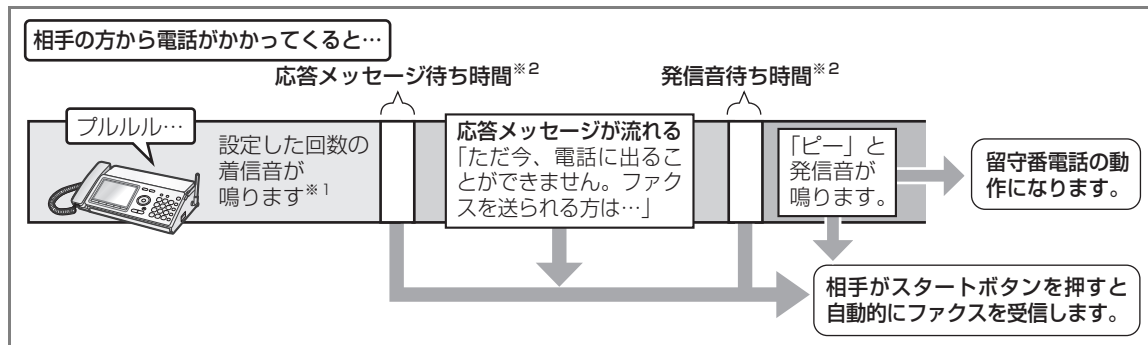 相手の方から電話がかかってくると…
応答メッセージ待ち時間※2
発信音待ち時間※2
プルルル…
設定した回数の
着信音が
鳴ります※1
応答メッセージが流れる
「ただ今、電話に出るこ
とができません。ファク
スを送られる方は…」
「ピー」と
発信音が
鳴ります。
留守番電話の動
作になります。
相手がスタートボタンを押すと
自動的にファクスを受信します。